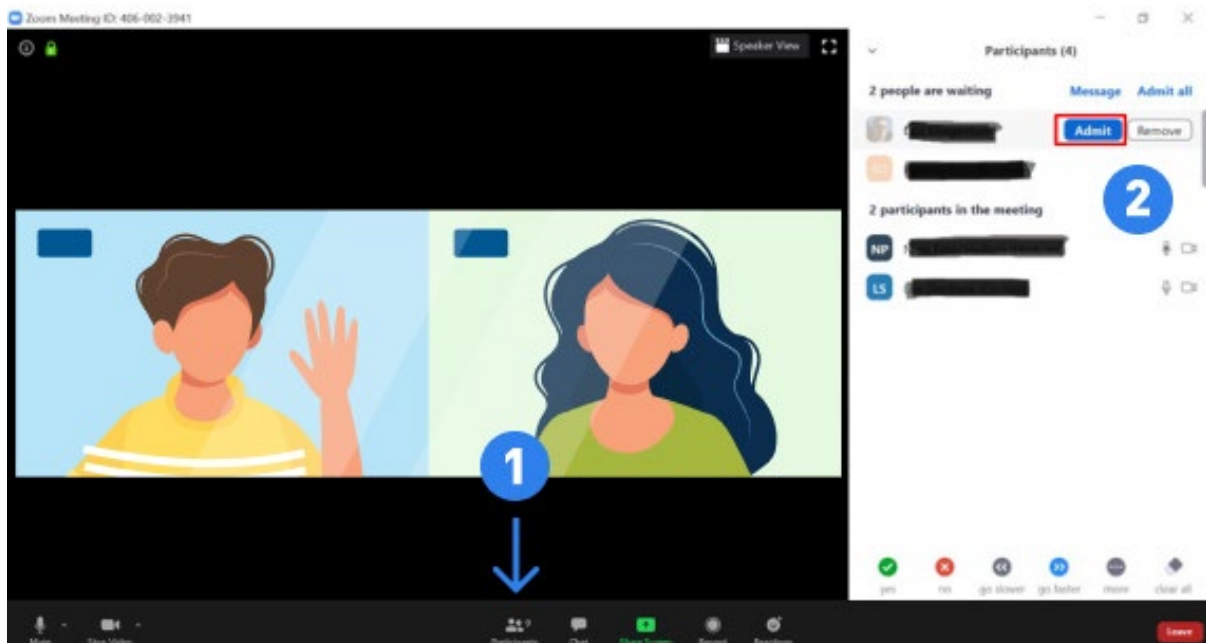 Zoom Meeting ID: 406-002-3941
Speaker View
Participants (4)
2 people are waiting Message Admit all
Admit Remove
2
2 participants in the meeting
NP
LS
1
yes no go slower go faster more clear all
Mute Stop Video Participants Chat Share Screen Record Reactions Leave